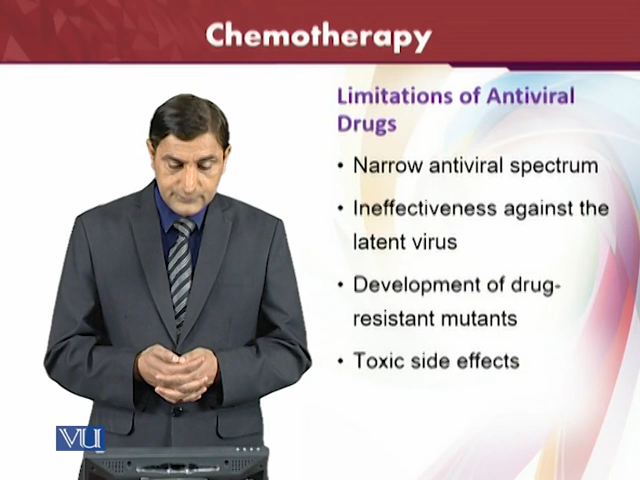 Chemotherapy
Limitations of Antiviral
Drugs
• Narrow antiviral spectrum
• Ineffectiveness against the
latent virus
• Development of drug-
resistant mutants
• Toxic side effects
VU